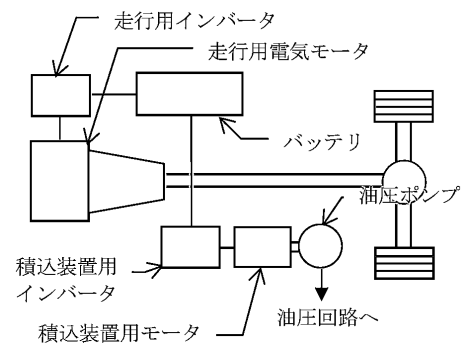 走行用インバータ
走行用電気モータ
バッテリ
油圧ポンプ
積込装置用
インバータ
油圧回路へ
積込装置用モータ